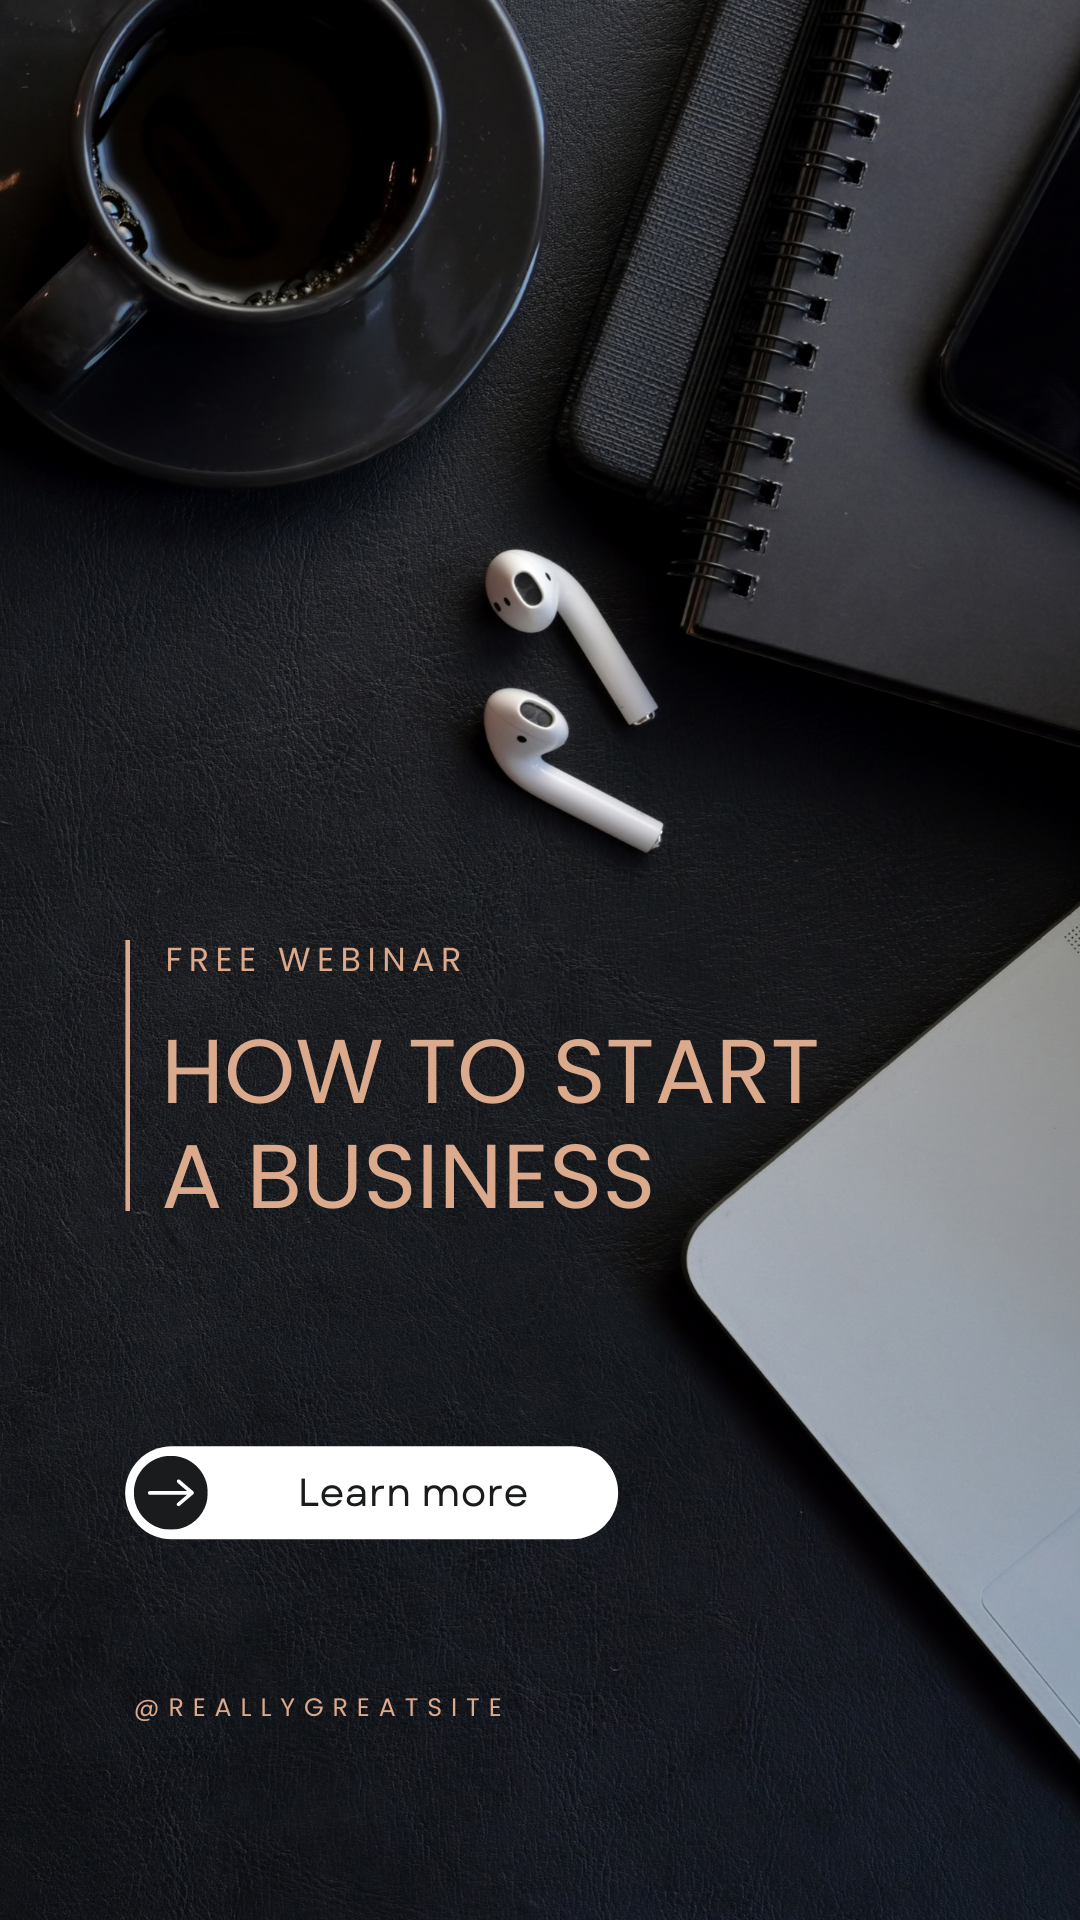 FREE WEBINAR
HOW TO START
A BUSINESS
Learn more
@REALLYGREATSITE